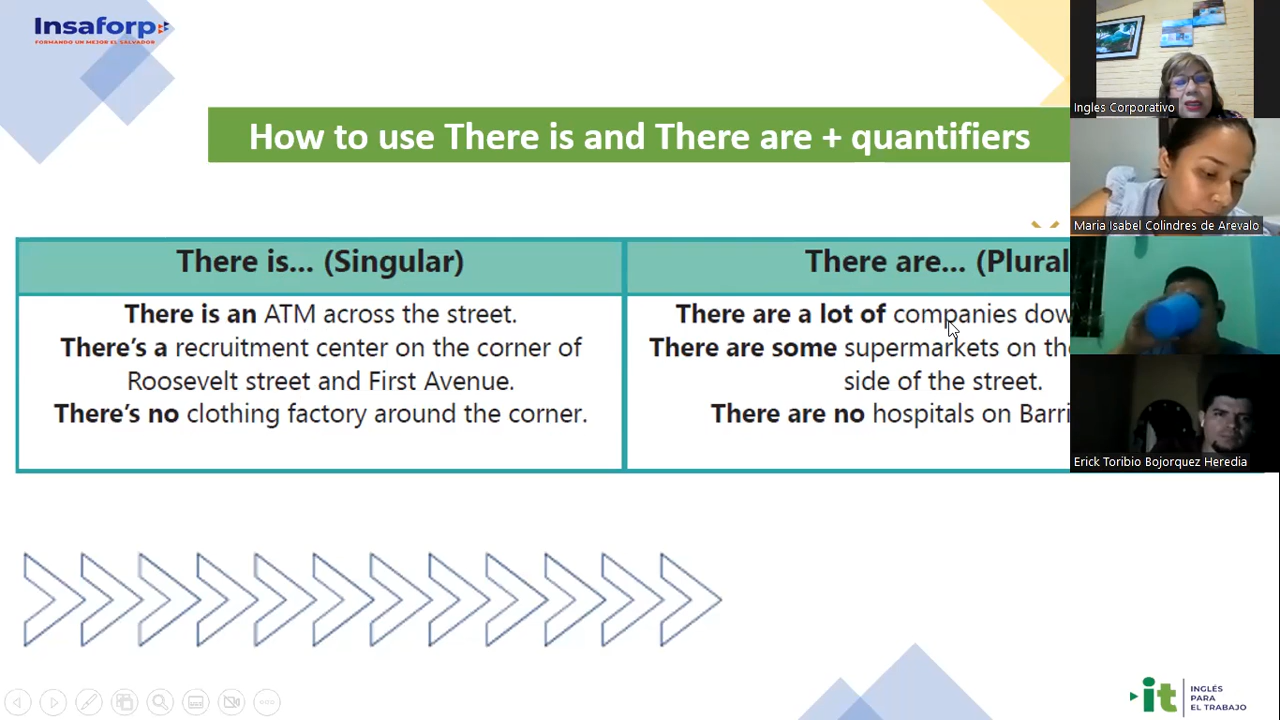 Insaforp
FORMANDO UN MEJOR EL SALVADOR
How to use There is and There are + quantifiers
There is... (Singular)
There is an ATM across the street.
There's a recruitment center on the corner of
Roosevelt street and First Avenue.
There's no clothing factory around the corner.
There are... (Plural
There are a lot of companies dow
There are some supermarkets on the
side of the street.
There are no hospitals on Barri
Ingles Corporativo
Maria Isabel Colindres de Arevalo
Erick Toribio Bojorquez Heredia
it
INGLÉS
PARA
EL TRABAJO